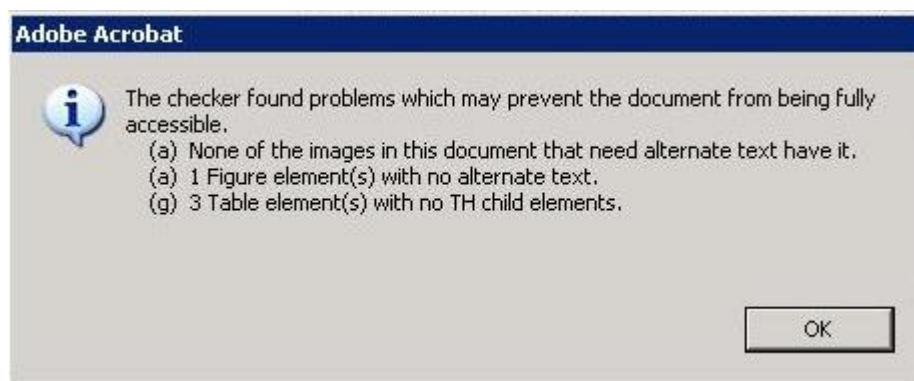 Adobe Acrobat
The checker found problems which may prevent the document from being fully
accessible.
(a) None of the images in this document that need alternate text have it.
(a) 1 Figure element(s) with no alternate text.
(g) 3 Table element(s) with no TH child elements.
OK